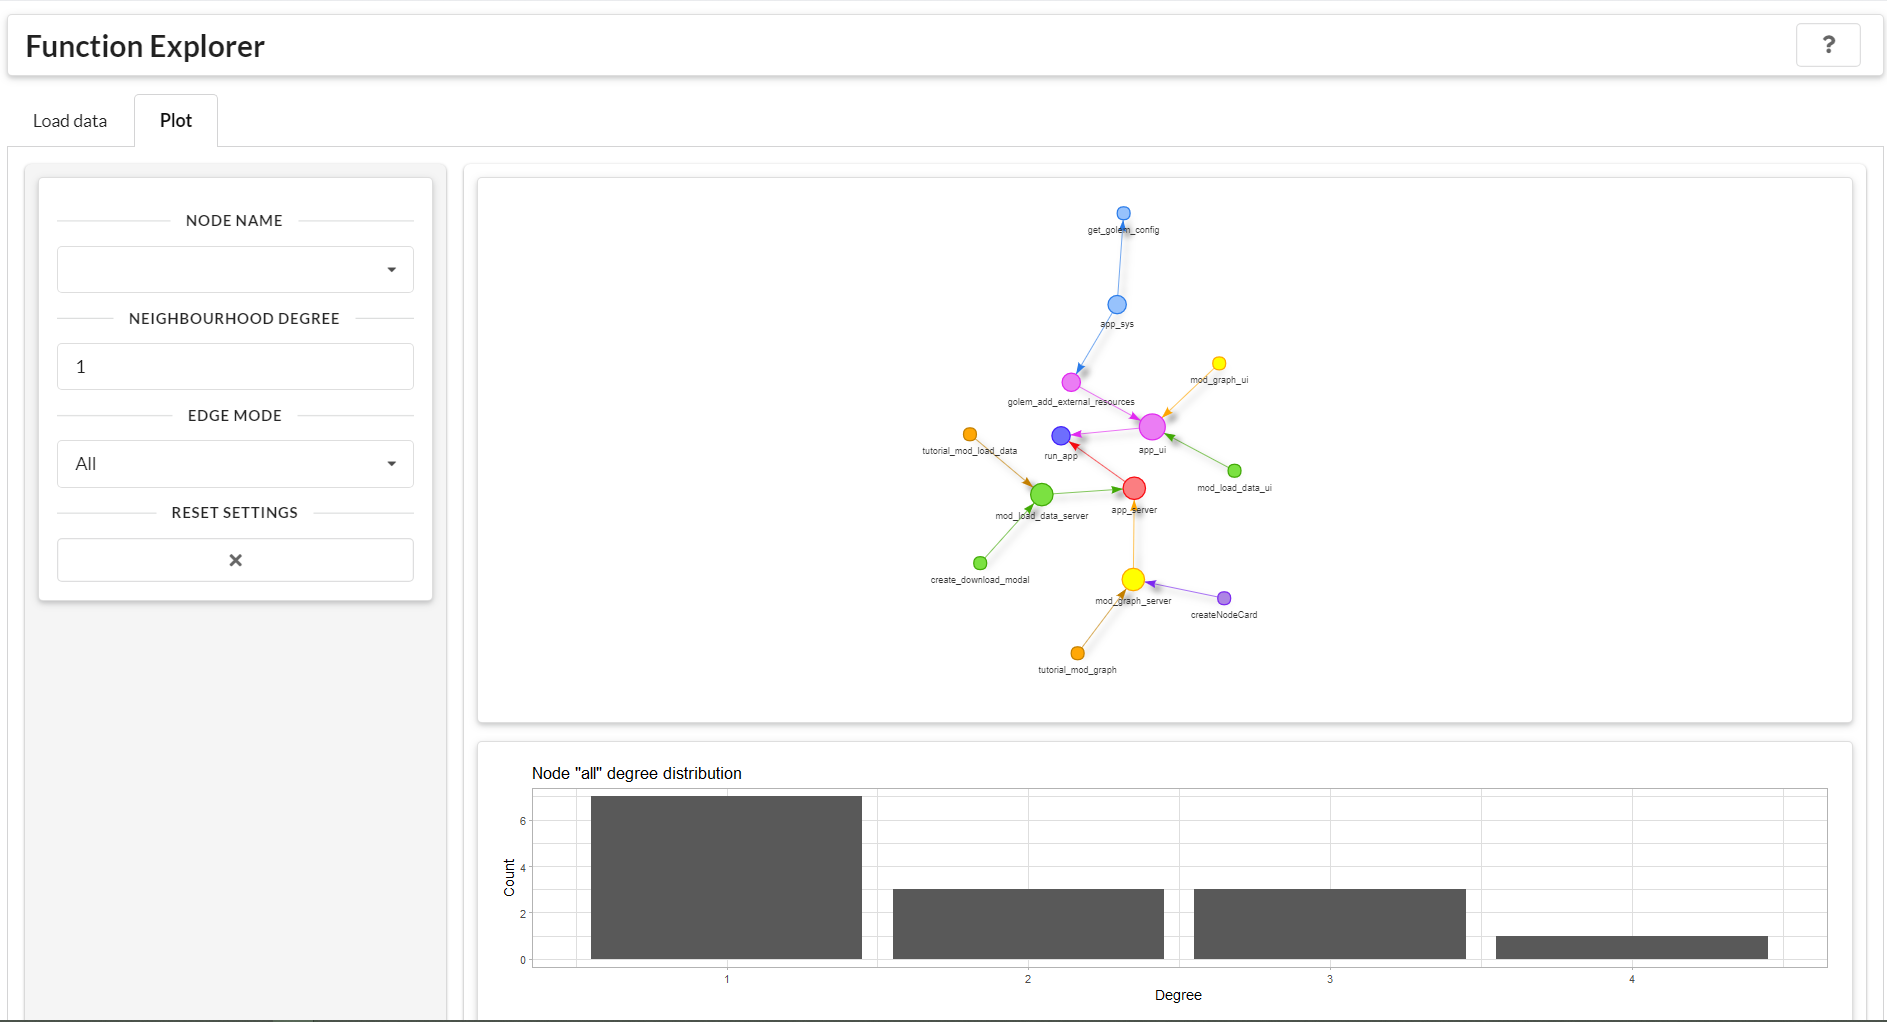 Function Explorer
?
Load data
Plot
NODE NAME
NEIGHBOURHOOD DEGREE
1
EDGE MODE
All
RESET SETTINGS
get_golem_config
app_sys
mod_graph_ui
golem_add_external_resources
tutorial_mod_load_data
run_app
app_ui
mod_load_data_ui
mod_load_data_server
app_server
create_download_modal
mod_graph_server
createNodeCard
tutorial_mod_graph
Node "all" degree distribution
Count
6
4
2
0
1
2
3
4
Degree